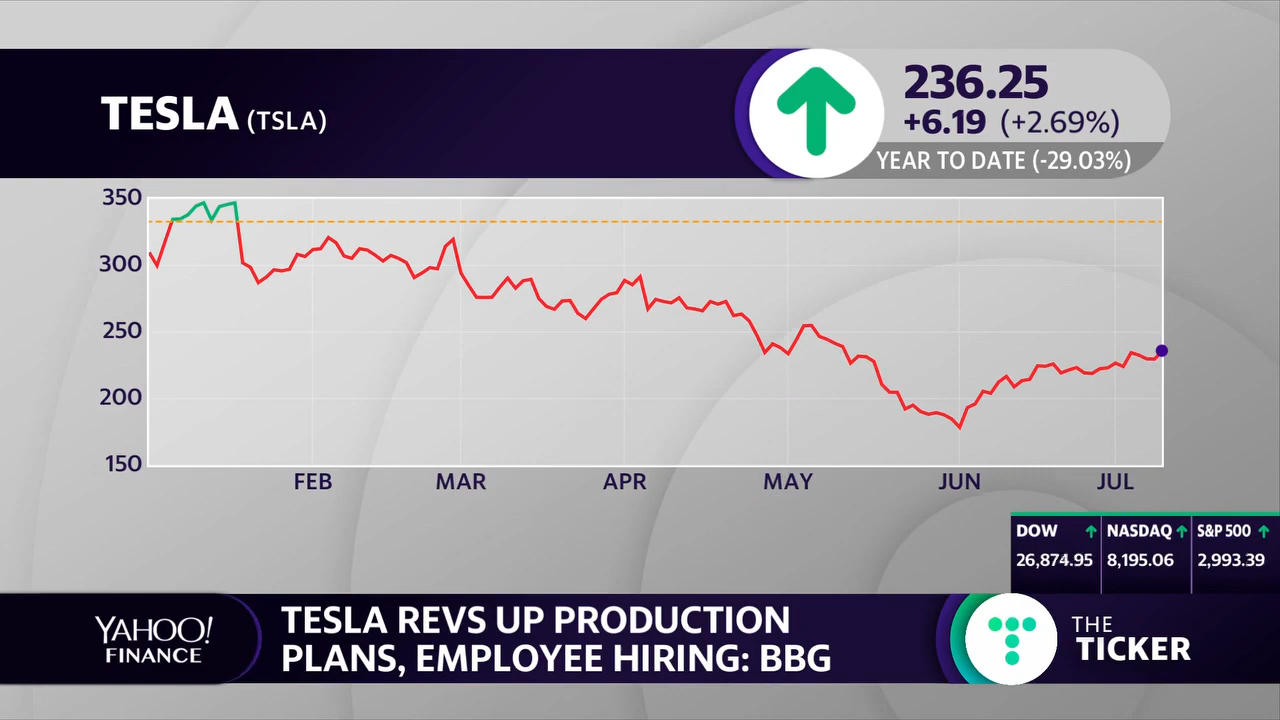 TESLA (TSLA)
236.25
+6.19 (+2.69%)
YEAR TO DATE (-29.03%)
350
300
250
200
150
FEB MAR APR MAY JUN JUL
DOW NASDAQ S&P 500
26,874.95 8,195.06 2,993.39
YAHOO!
FINANCE
TESLA REVS UP PRODUCTION
PLANS, EMPLOYEE HIRING: BBG
THE
TICKER